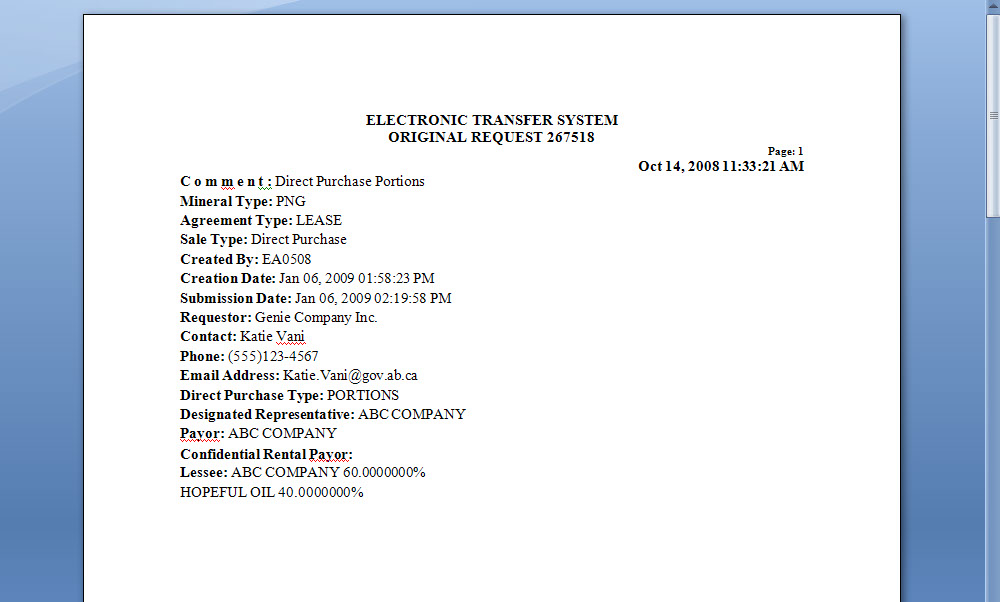 ELECTRONIC TRANSFER SYSTEM
ORIGINAL REQUEST 267518
Page: 1
Oct 14, 2008 11:33:21 AM
Comment: Direct Purchase Portions
Mineral Type: PNG
Agreement Type: LEASE
Sale Type: Direct Purchase
Created By: EA0508
Creation Date: Jan 06, 2009 01:58:23 PM
Submission Date: Jan 06, 2009 02:19:58 PM
Requestor: Genie Company Inc.
Contact: Katie Vani
Phone: (555)123-4567
Email Address: Katie.Vani@gov.ab.ca
Direct Purchase Type: PORTIONS
Designated Representative: ABC COMPANY
Payor: ABC COMPANY
Confidential Rental Payor:
Lessee: ABC COMPANY 60.0000000%
HOPEFUL OIL 40.0000000%